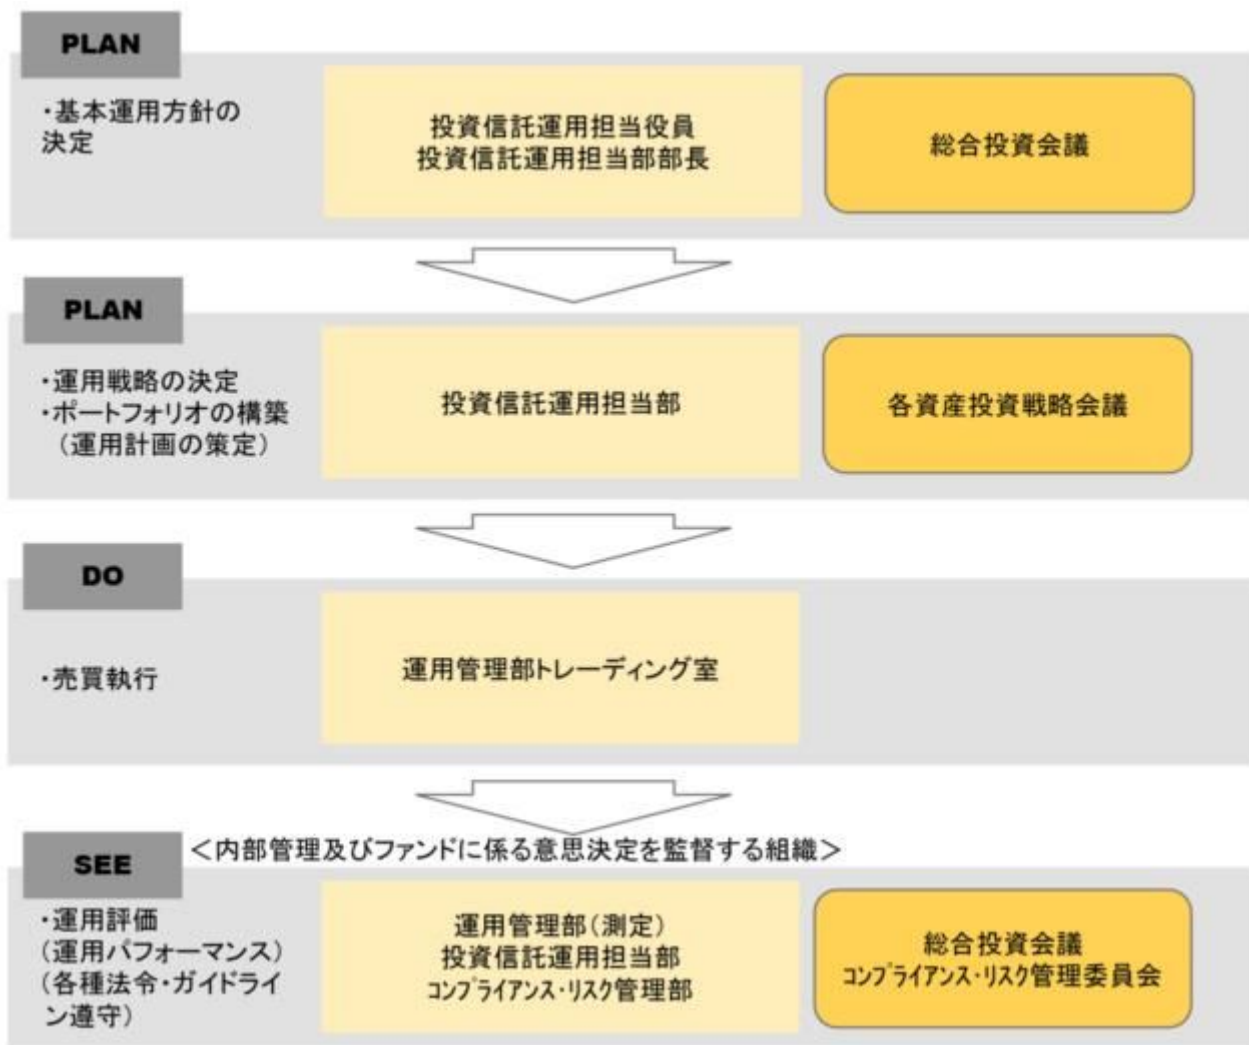 PLAN
・基本運用方針の
決定
投資信託運用担当役員
投資信託運用担当部部長
総合投資会議
PLAN
・運用戦略の決定
・ポートフォリオの構築
（運用計画の策定）
投資信託運用担当部
各資産投資戦略会議
DO
・売買執行
運用管理部トレーディング室
＜内部管理及びファンドに係る意思決定を監督する組織＞
SEE
・運用評価
(運用パフォーマンス)
(各種法令・ガイドライ
ン遵守)
運用管理部(測定)
投資信託運用担当部
ｺﾝﾌﾟﾗｲｱﾝｽ・ﾘｽｸ管理部
総合投資会議
ｺﾝﾌﾟﾗｲｱﾝｽ・ﾘｽｸ管理委員会